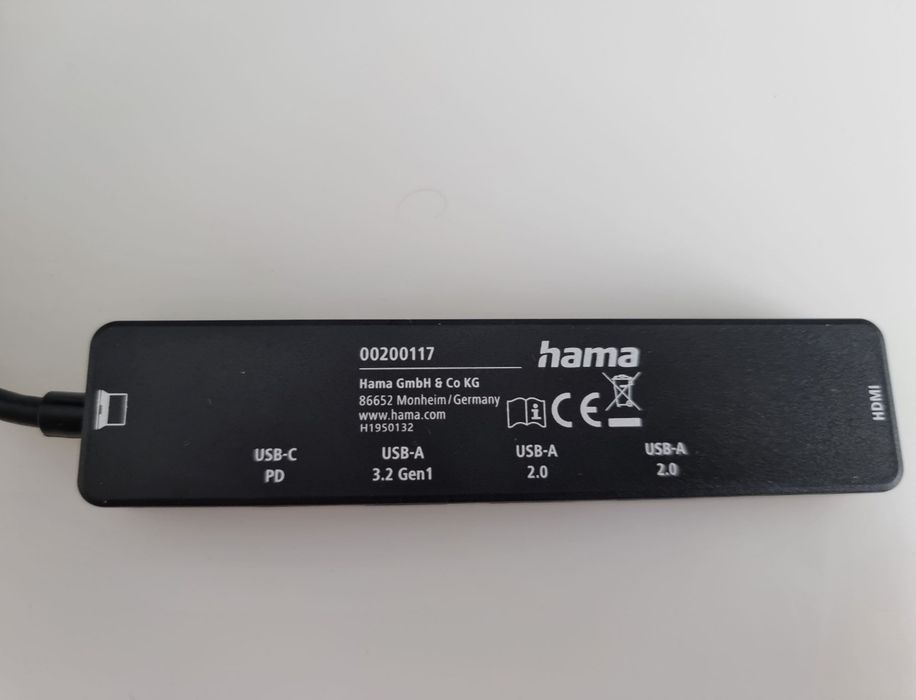 00200117
hama
Hama GmbH & Co KG
86652 Monheim/Germany
www.hama.com
H1950132
i
CE
HDMI
USB-C
PD
USB-A
3.2 Gen1
USB-A
2.0
USB-A
2.0